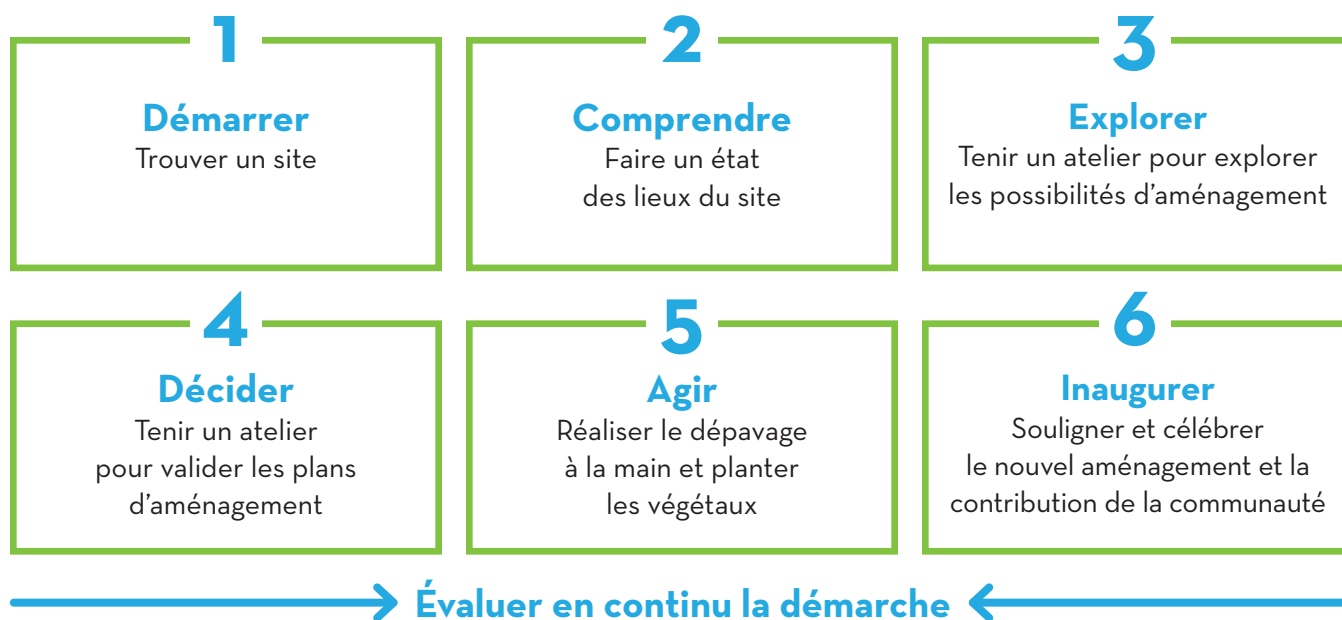 1
Démarrer
Trouver un site
2
Comprendre
Faire un état
des lieux du site
3
Explorer
Tenir un atelier pour explorer
les possibilités d'aménagement
4
Décider
Tenir un atelier
pour valider les plans
d'aménagement
5
Agir
Réaliser le dépavage
à la main et planter
les végétaux
6
Inaugurer
Souligner et célébrer
le nouvel aménagement et la
contribution de la communauté
Évaluer en continu la démarche